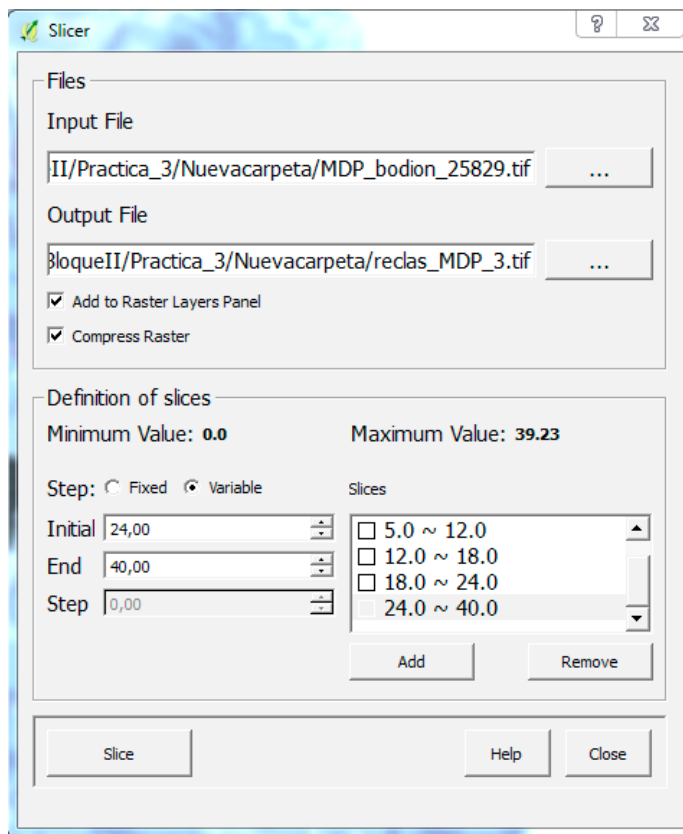 Slicer
Files
Input File
II/Practica_3/Nuevacarpeta/MDP_bodion_25829.tif
...
Output File
BloqueII/Practica_3/Nuevacarpeta/reclas_MDP_3.tif
...
Add to Raster Layers Panel
Compress Raster
Definition of slices
Minimum Value: 0.0 Maximum Value: 39.23
Step: Fixed Variable Slices
Initial 24,00
End 40,00
Step 0,00
5.0 ~ 12.0
12.0 ~ 18.0
18.0 ~ 24.0
24.0 ~ 40.0
Add Remove
Slice Help Close